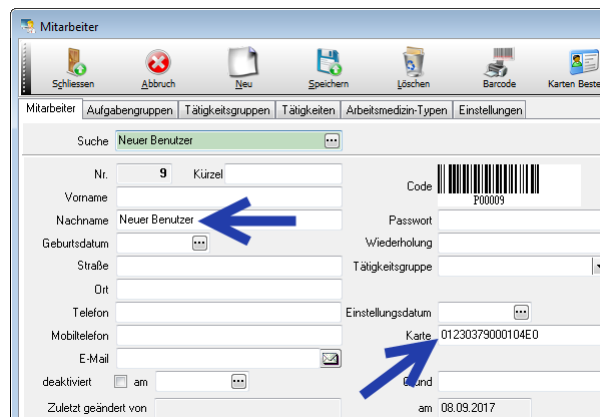 Mitarbeiter
Schliessen Abbruch Neu Speichern Löschen Barcode Karten Beste
Mitarbeiter Aufgabengruppen Tätigkeitsgruppen Tätigkeiten Arbeitsmedizin-Typen Einstellungen
Suche Neuer Benutzer ...
Nr. 9 Kürzel Code
P00009
Vorname
Nachname Neuer Benutzer Passwort
Geburtsdatum ... Wiederholung
Straße Tätigkeitsgruppe
Ort
Telefon Einstellungsdatum ...
Mobiltelefon Karte 01230379000104E0
E-Mail
deaktiviert am ... Grund
Zuletzt geändert von am 08.09.2017